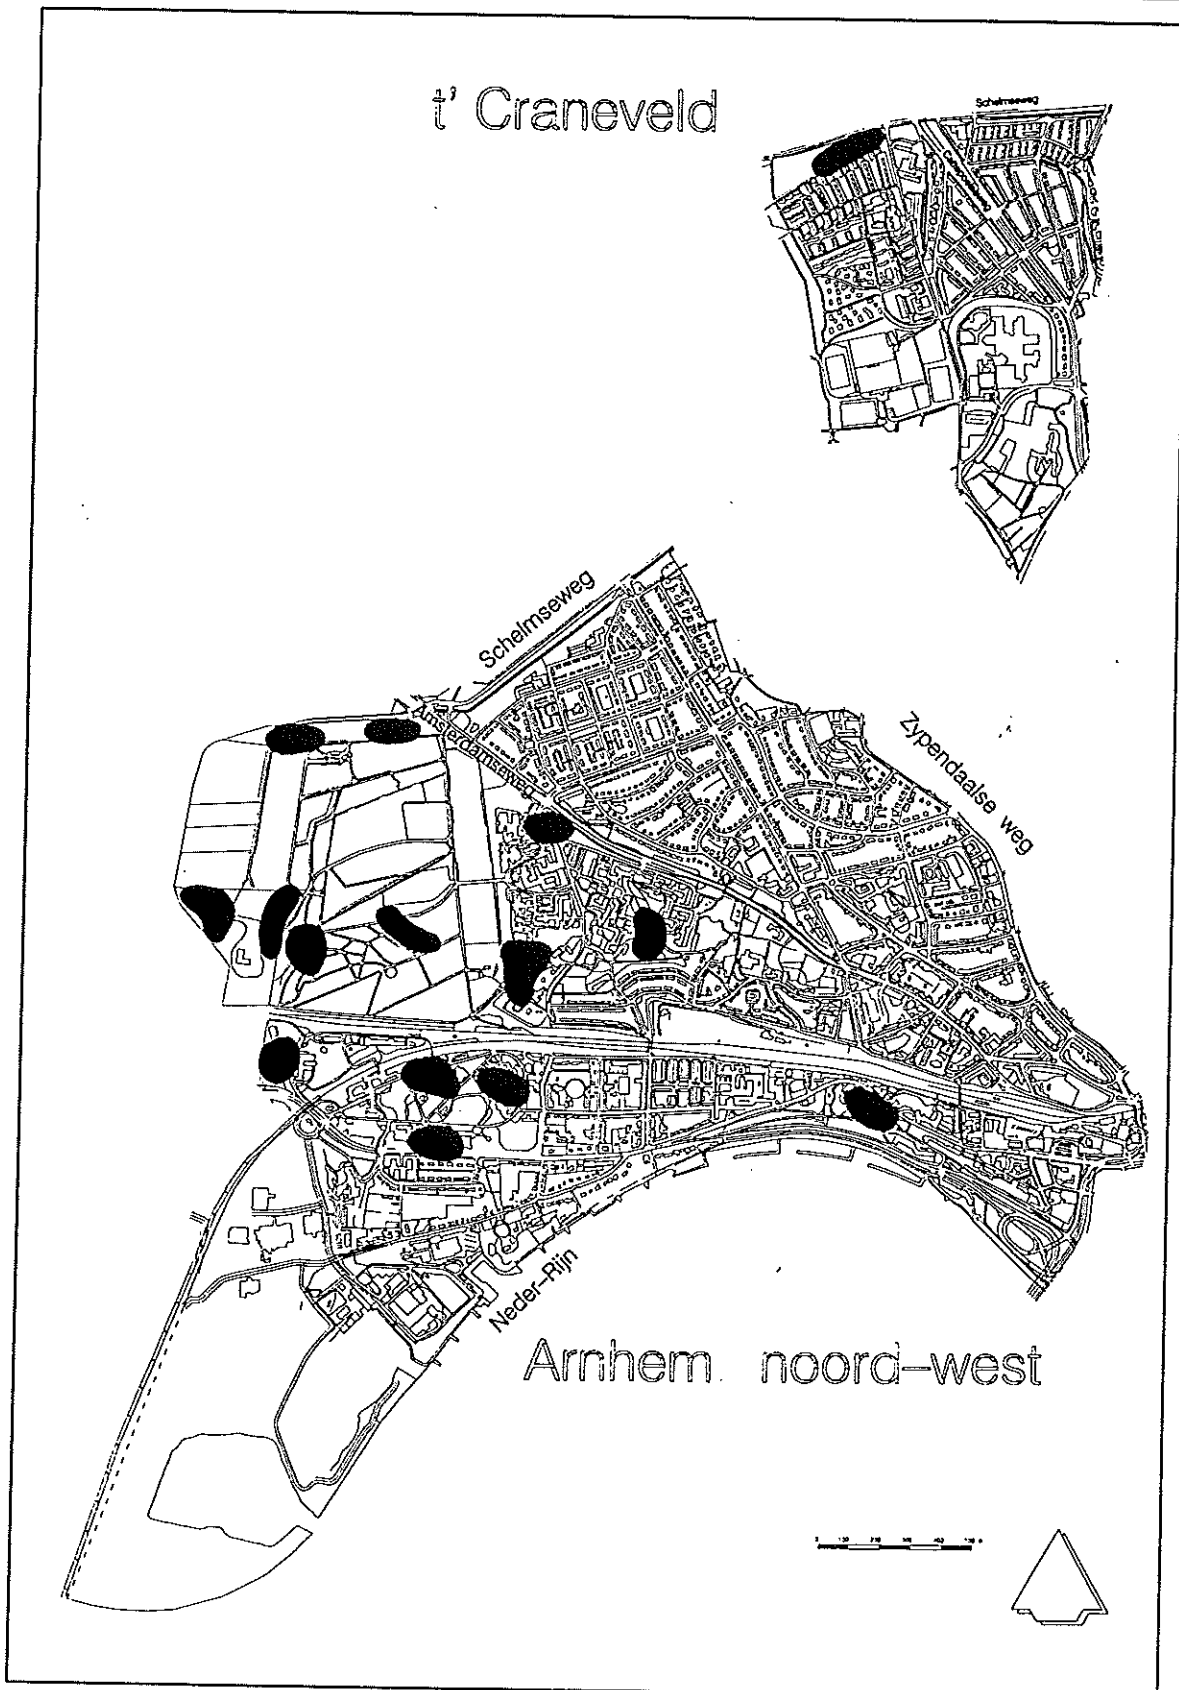 t' Craneveld
Schelmseweg
Schelmseweg
Amsterdamseweg
Zypendaalse weg
Neder-Rijn
Arnhem noord-west